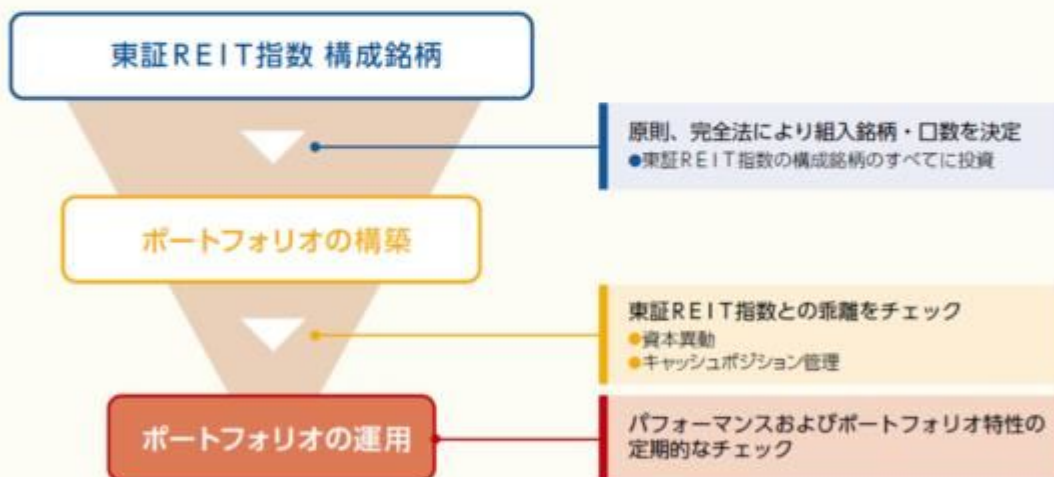 東証REIT指数 構成銘柄
原則、完全法により組入銘柄・口数を決定
●東証REIT指数の構成銘柄のすべてに投資
ポートフォリオの構築
東証REIT指数との乖離をチェック
●資本異動
●キャッシュポジション管理
ポートフォリオの運用
パフォーマンスおよびポートフォリオ特性の
定期的なチェック